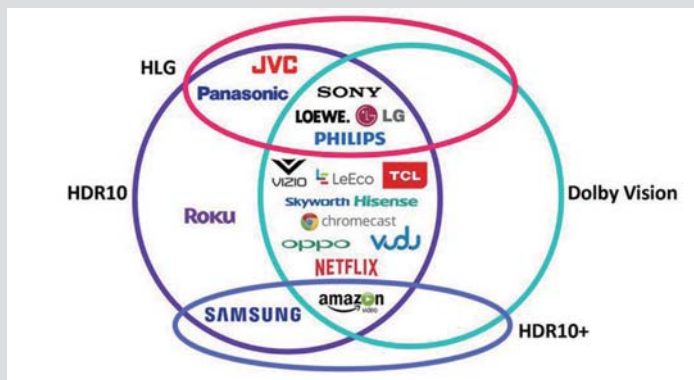 HLG
JVC
Panasonic
SONY
LOEWE. LG
PHILIPS
HDR10
Dolby Vision
VIZIO LeEco TCL
Skyworth Hisense
ROKU
chromecast
oppo vudu
NETFLIX
SAMSUNG
amazon
video
HDR10+